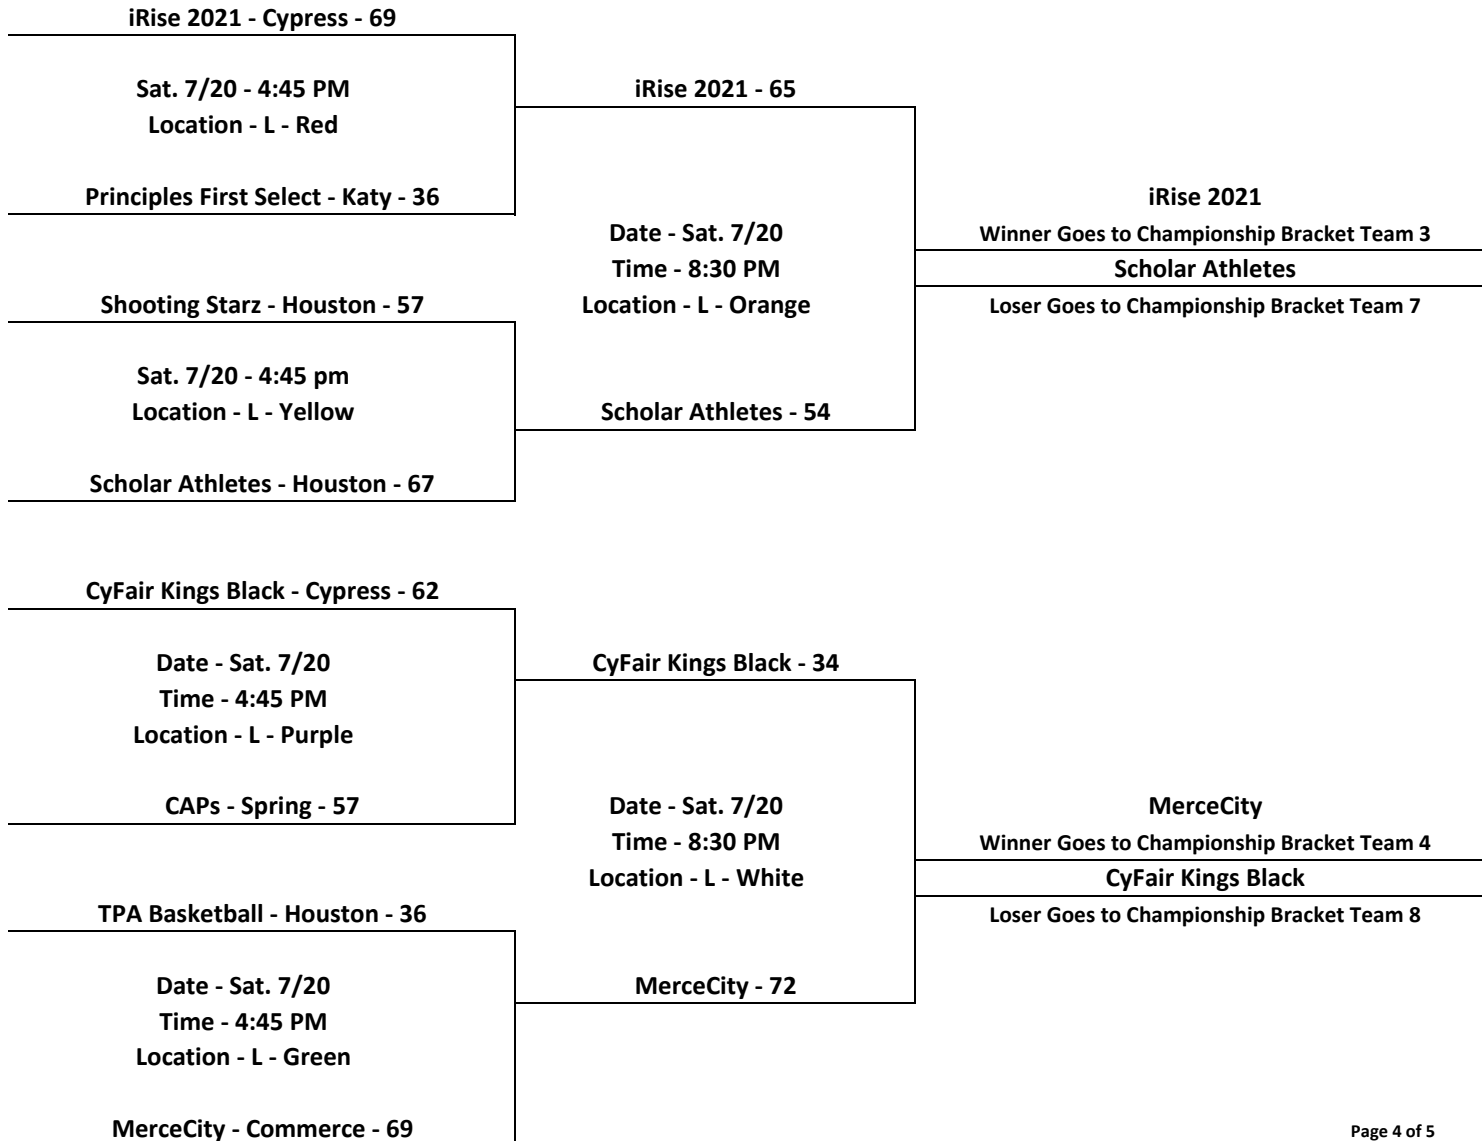 iRise 2021 - Cypress - 69
Sat. 7/20 - 4:45 PM
Location - L - Red
Principles First Select - Katy - 36
iRise 2021 - 65
Date - Sat. 7/20
Time - 8:30 PM
Location - L - Orange
Scholar Athletes - 54
iRise 2021
Winner Goes to Championship Bracket Team 3
Scholar Athletes
Loser Goes to Championship Bracket Team 7
Shooting Starz - Houston - 57
Sat. 7/20 - 4:45 pm
Location - L - Yellow
Scholar Athletes - Houston - 67
CyFair Kings Black - Cypress - 62
Date - Sat. 7/20
Time - 4:45 PM
Location - L - Purple
CAPs - Spring - 57
CyFair Kings Black - 34
Date - Sat. 7/20
Time - 8:30 PM
Location - L - White
MerceCity - 72
MerceCity
Winner Goes to Championship Bracket Team 4
CyFair Kings Black
Loser Goes to Championship Bracket Team 8
TPA Basketball - Houston - 36
Date - Sat. 7/20
Time - 4:45 PM
Location - L - Green
MerceCity - Commerce - 69
Page 4 of 5